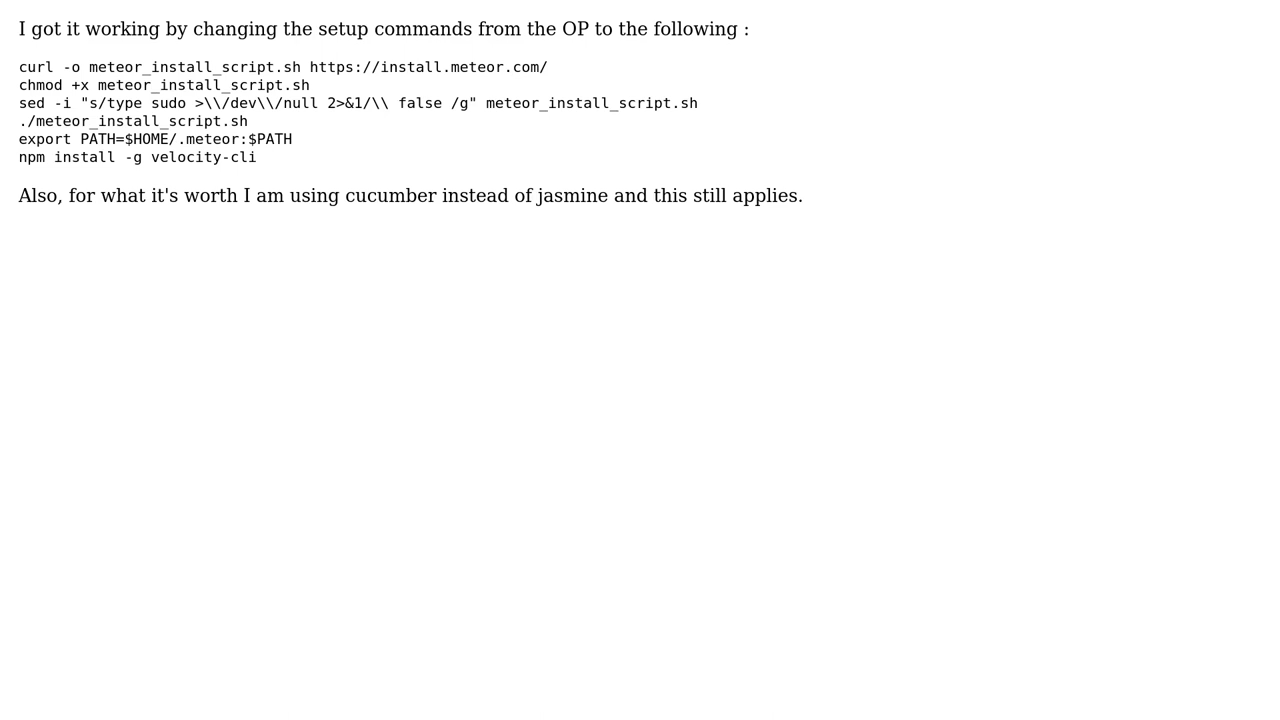 I got it working by changing the setup commands from the OP to the following :
curl -o meteor_install_script.sh https://install.meteor.com/
chmod +x meteor_install_script.sh
sed -i "s/type sudo >\\/dev\\/null 2>&1/\\ false /g" meteor_install_script.sh
./meteor_install_script.sh
export PATH=$HOME/.meteor:$PATH
npm install -g velocity-cli
Also, for what it's worth I am using cucumber instead of jasmine and this still applies.